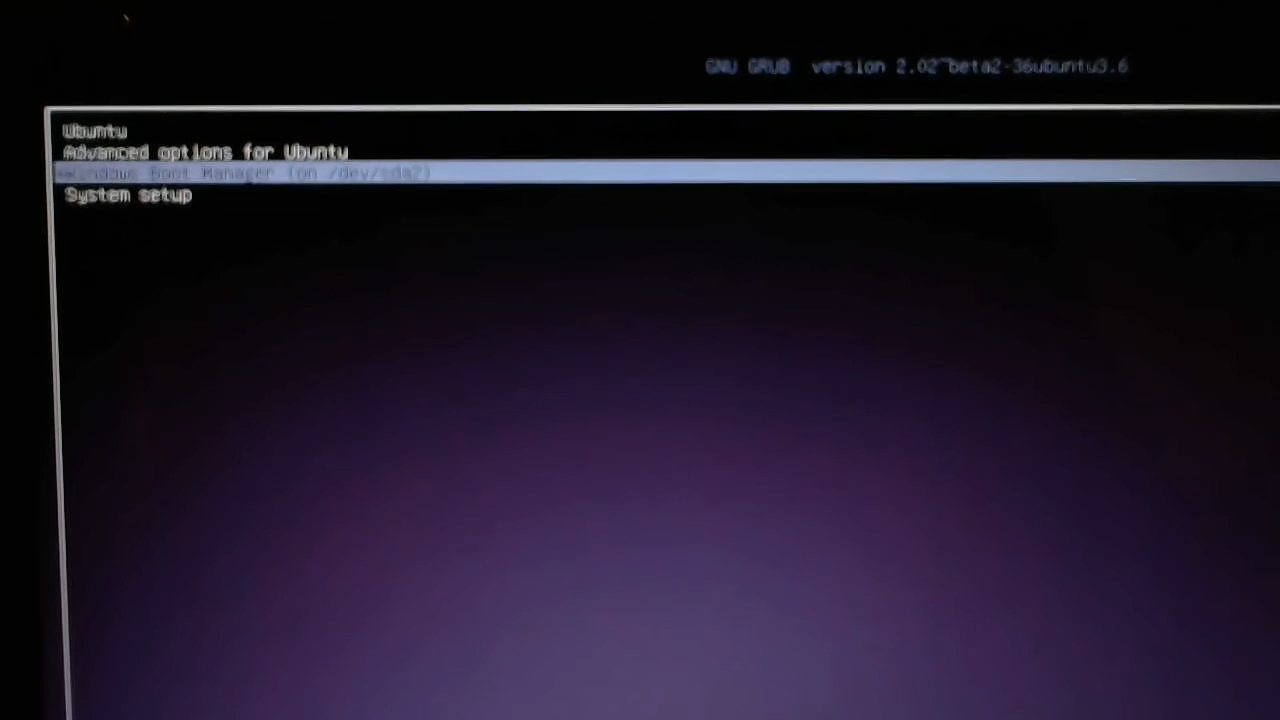 GNU GRUB version 2.02~beta2-36ubuntu3.6
Ubuntu
Advanced options for Ubuntu
*Windows Boot Manager (on /dev/sda2)
System setup